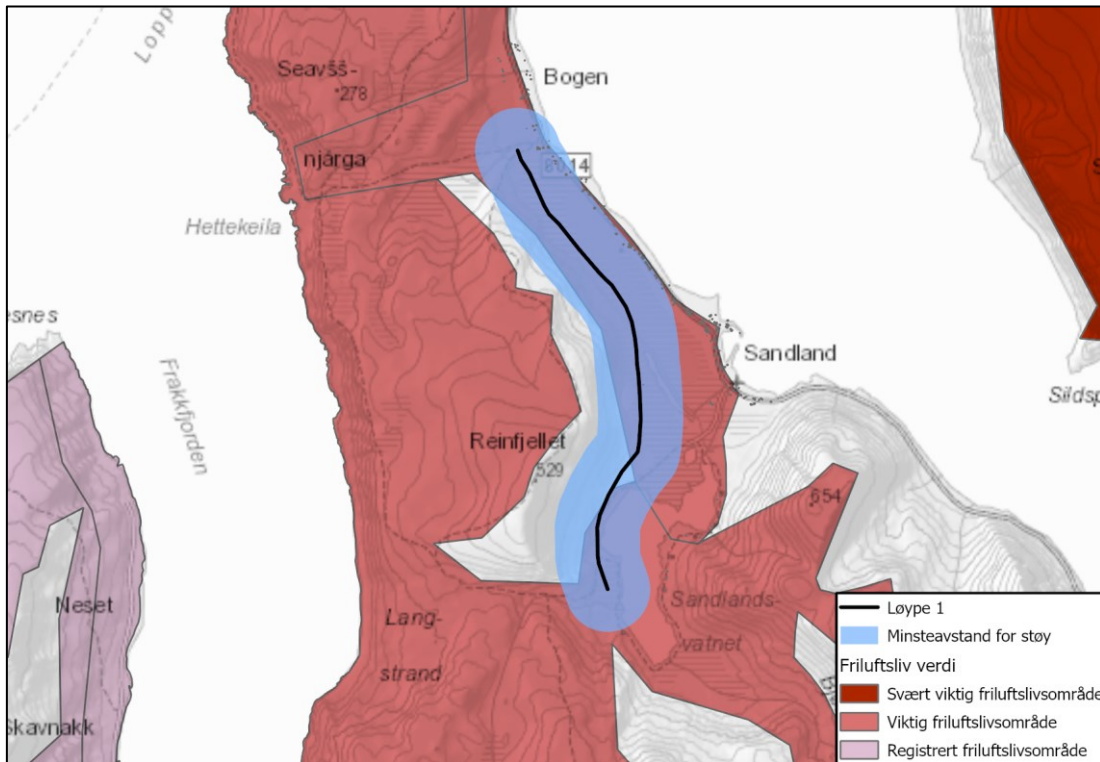 Lopp
Seavšš-
278
Bogen
njárga
8014
Hettekeila
esnes
Sandland
Frakkfjorden
Sildsp
Reinfjellet
529
654
Neset
Lang-
strand
Sandlands-
vatnet
Skavnakk
Løype 1
Minsteavstand for støy
Friluftsliv verdi
Svært viktig friluftslivsområde
Viktig friluftslivsområde
Registrert friluftslivsområde